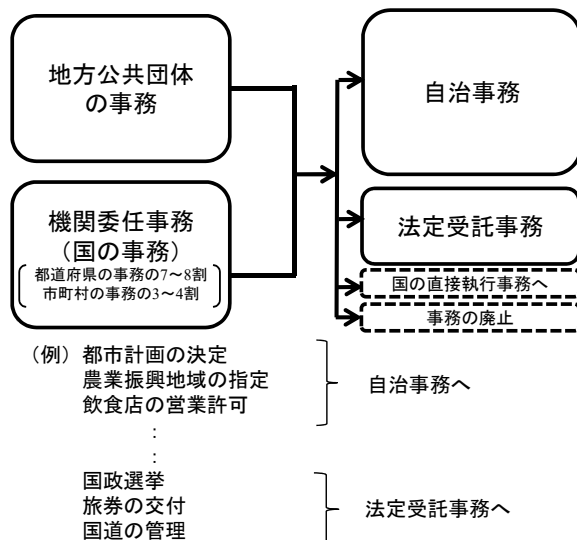 地方公共団体
の事務
機関委任事務
（国の事務）
都道府県の事務の7～8割
市町村の事務の3～4割
自治事務
法定受託事務
国の直接執行事務へ
事務の廃止
（例）都市計画の決定
農業振興地域の指定
飲食店の営業許可
：
：
自治事務へ
国政選挙
旅券の交付
国道の管理
法定受託事務へ